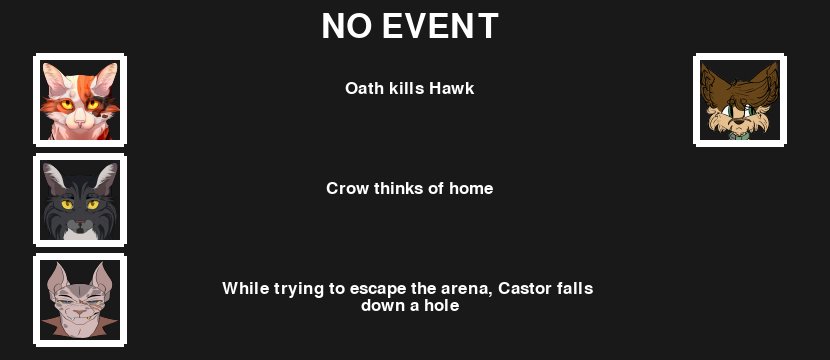 NO EVENT
Oath kills Hawk
Crow thinks of home
While trying to escape the arena, Castor falls
down a hole